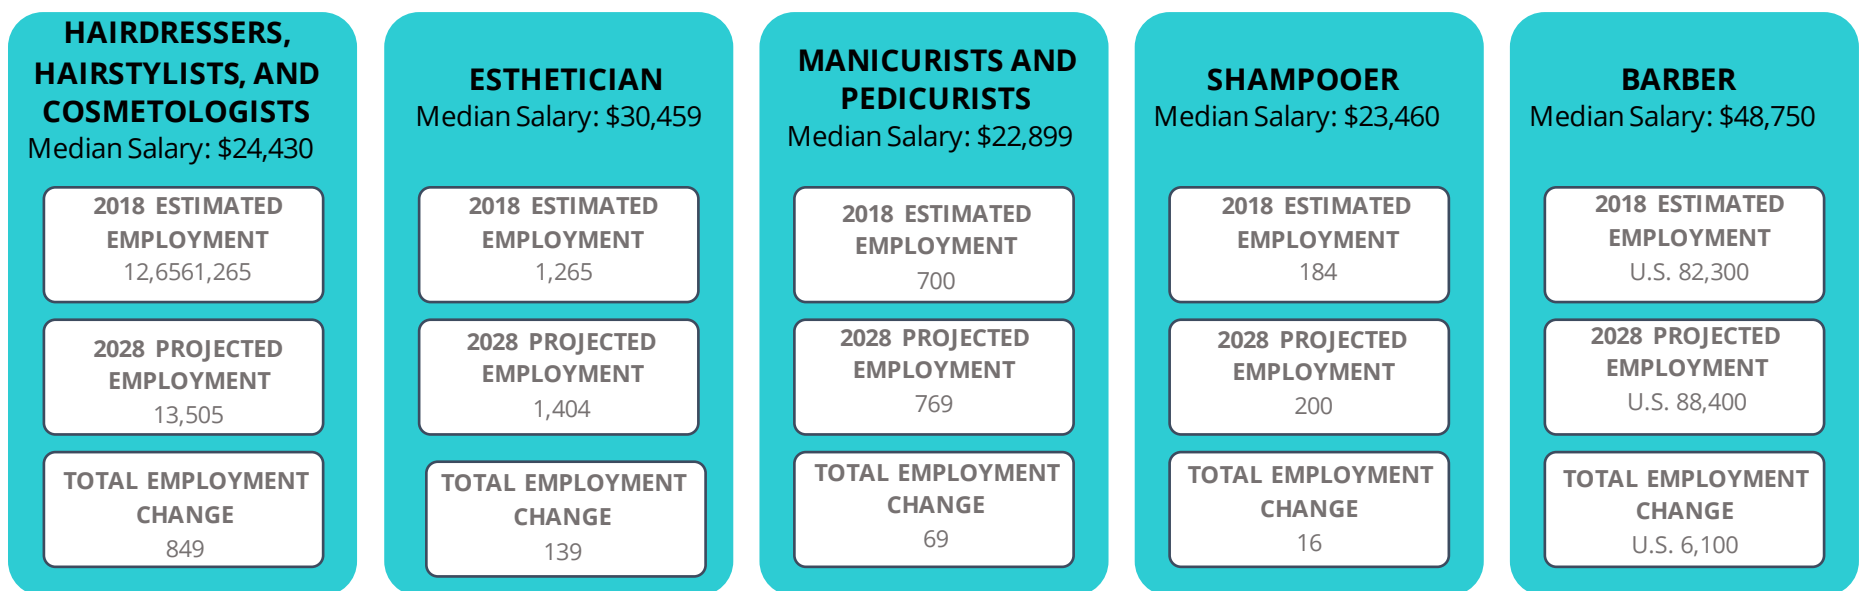 HAIRDRESSERS,
HAIRSTYLISTS, AND
COSMETOLOGISTS
Median Salary: $24,430
2018 ESTIMATED
EMPLOYMENT
12,6561,265
2028 PROJECTED
EMPLOYMENT
13,505
TOTAL EMPLOYMENT
CHANGE
849
ESTHETICIAN
Median Salary: $30,459
2018 ESTIMATED
EMPLOYMENT
1,265
2028 PROJECTED
EMPLOYMENT
1,404
TOTAL EMPLOYMENT
CHANGE
139
MANICURISTS AND
PEDICURISTS
Median Salary: $22,899
2018 ESTIMATED
EMPLOYMENT
700
2028 PROJECTED
EMPLOYMENT
769
TOTAL EMPLOYMENT
CHANGE
69
SHAMPOOER
Median Salary: $23,460
2018 ESTIMATED
EMPLOYMENT
184
2028 PROJECTED
EMPLOYMENT
200
TOTAL EMPLOYMENT
CHANGE
16
BARBER
Median Salary: $48,750
2018 ESTIMATED
EMPLOYMENT
U.S. 82,300
2028 PROJECTED
EMPLOYMENT
U.S. 88,400
TOTAL EMPLOYMENT
CHANGE
U.S. 6,100